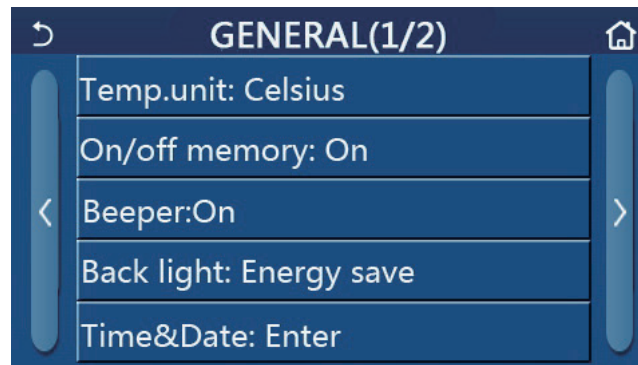 GENERAL(1/2)
Temp.unit: Celsius
On/off memory: On
Beeper:On
Back light: Energy save
Time&Date: Enter